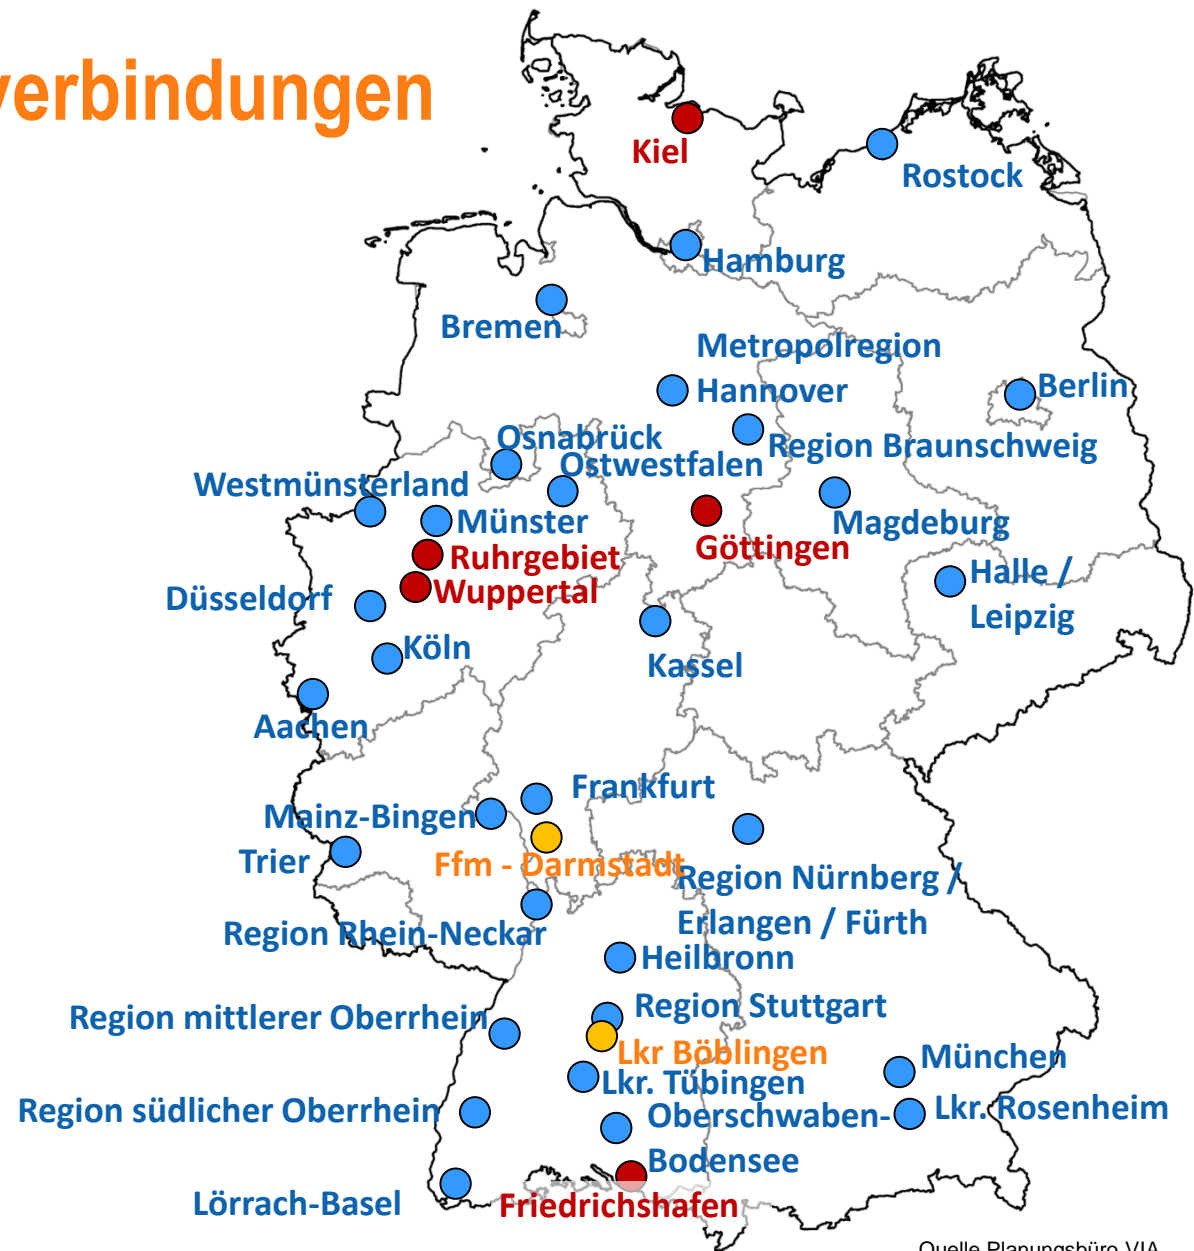 verbindungen
Kiel
Rostock
Hamburg
Bremen
Metropolregion
Hannover
Berlin
Osnabrück
Region Braunschweig
Ostwestfalen
Westmünsterland
Münster
Magdeburg
Göttingen
Ruhrgebiet
Halle /
Leipzig
Wuppertal
Düsseldorf
Köln
Kassel
Aachen
Frankfurt
Mainz-Bingen
Trier
Ffm - Darmstadt
Region Nürnberg /
Erlangen / Fürth
Region Rhein-Neckar
Heilbronn
Region Stuttgart
Region mittlerer Oberrhein
Lkr Böblingen
München
Lkr. Tübingen
Region südlicher Oberrhein
Oberschwaben-
Bodensee
Lkr. Rosenheim
Lörrach-Basel
Friedrichshafen
Quelle Planungsbüro VIA